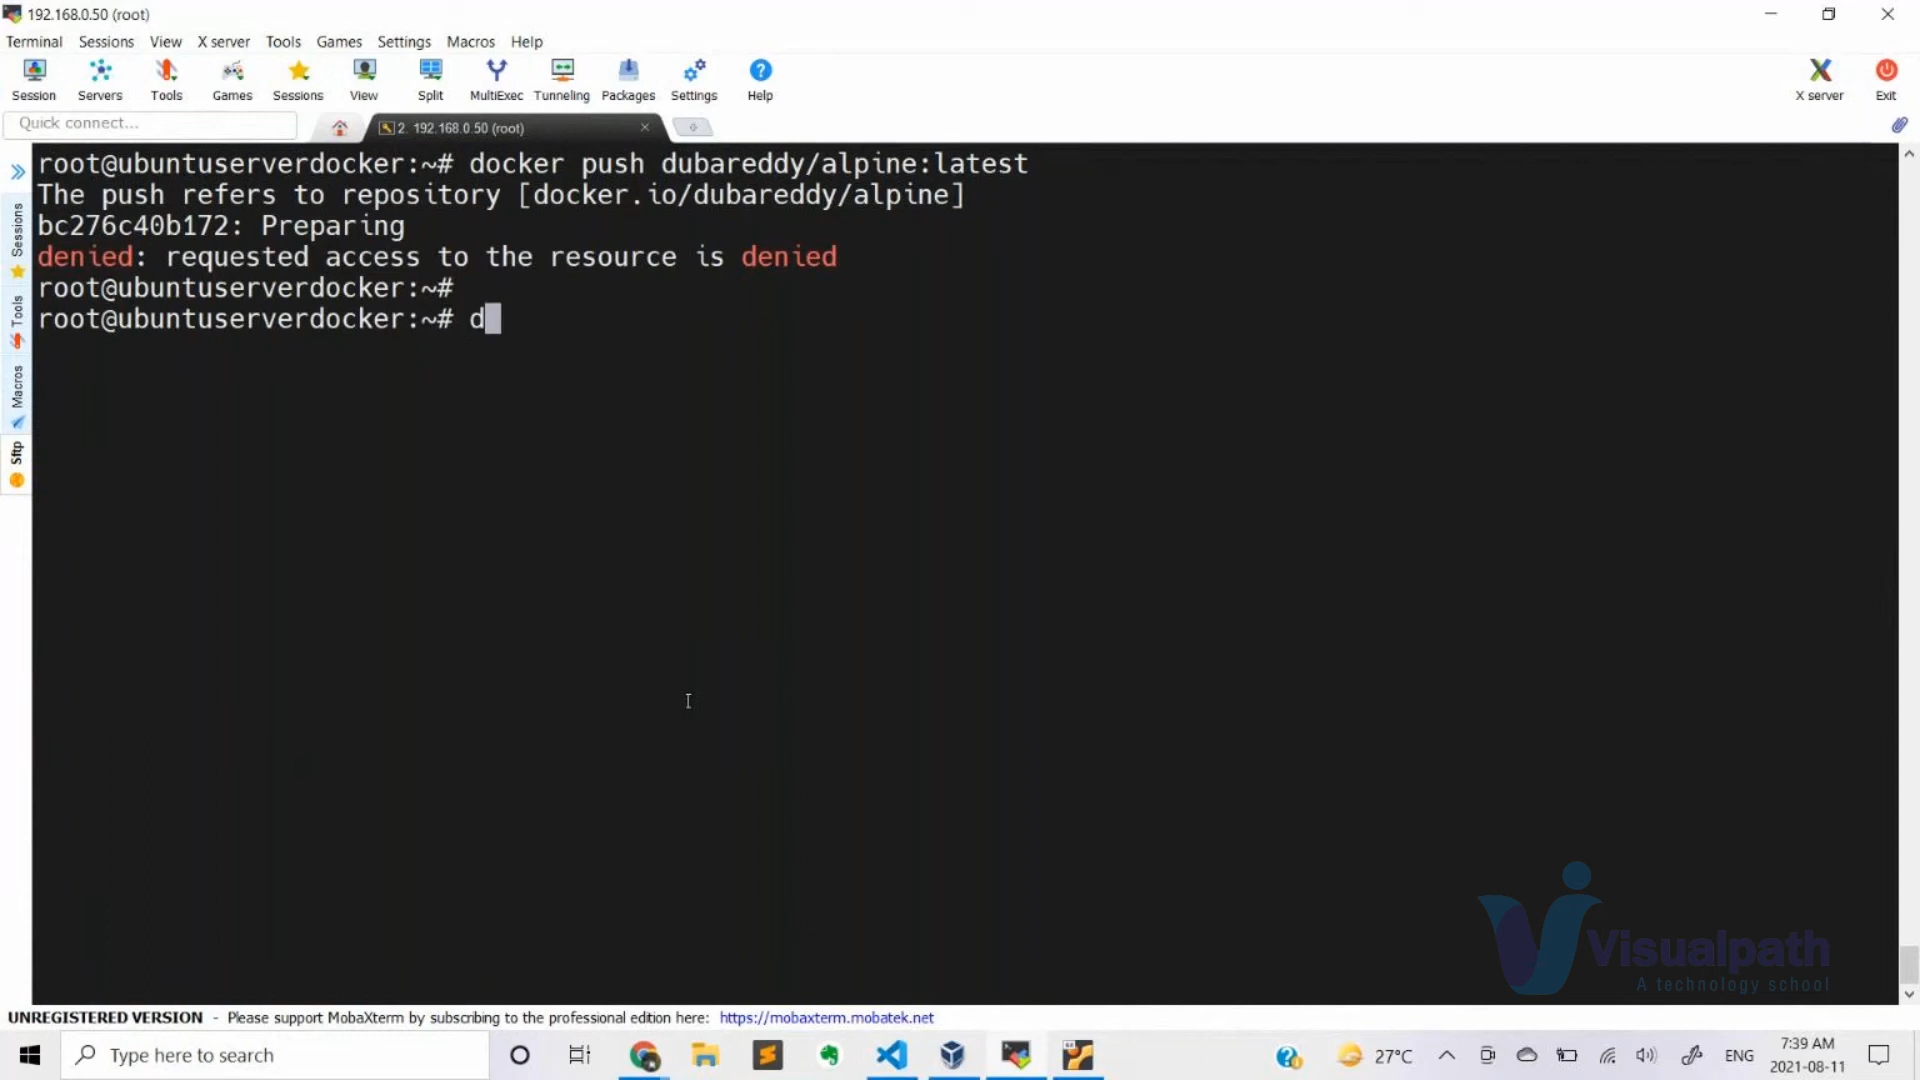 192.168.0.50 (root)
Terminal Sessions View X server Tools Games Settings Macros Help
Session Servers Tools Games Sessions View Split MultiExec Tunneling Packages Settings Help X server Exit
Quick connect...
2. 192.168.0.50 (root)
root@ubuntuserverdocker:~# docker push dubareddy/alpine:latest
The push refers to repository [docker.io/dubareddy/alpine]
bc276c40b172: Preparing
denied: requested access to the resource is denied
root@ubuntuserverdocker:~#
root@ubuntuserverdocker:~# d
Sessions
Tools
Macros
Sftp
Visualpath
A technology school
UNREGISTERED VERSION - Please support MobaXterm by subscribing to the professional edition here: https://mobaxterm.mobatek.net
Type here to search
27°C
ENG
7:39 AM
2021-08-11